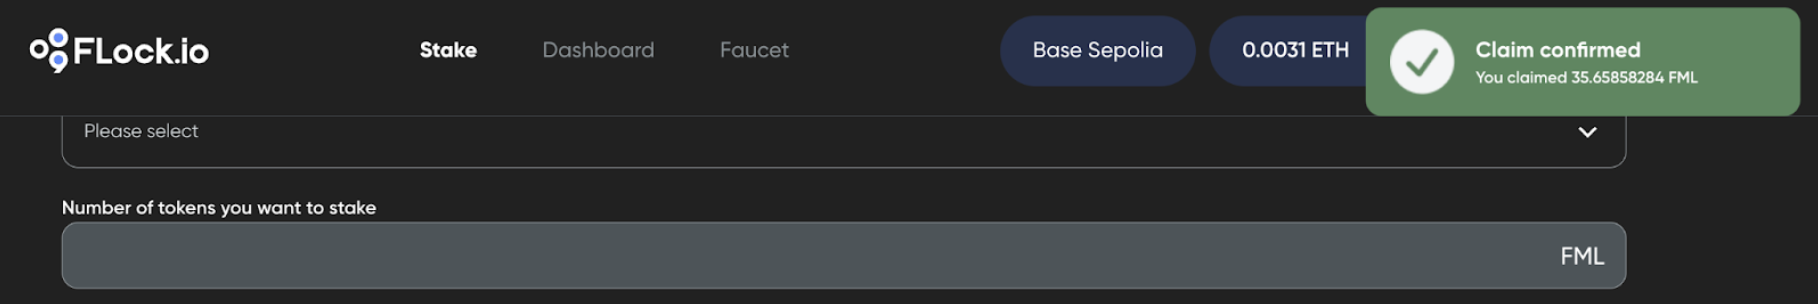 FLock.io
Stake
Dashboard
Faucet
Base Sepolia
0.0031 ETH
Claim confirmed
You claimed 35.65858284 FML
Please select
Number of tokens you want to stake
FML